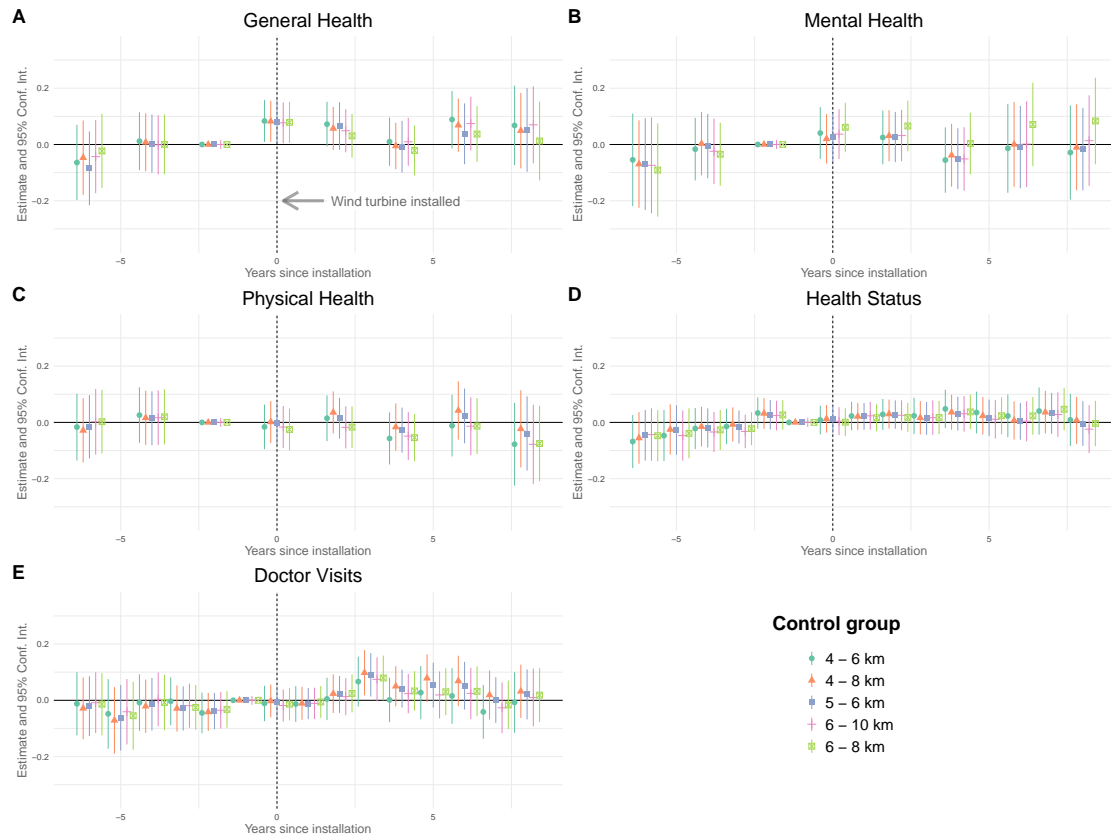 A
General Health
Estimate and 95% Conf. Int.
0.2
0.0
−0.2
Wind turbine installed
−5
0
5
Years since installation
B
Mental Health
Estimate and 95% Conf. Int.
0.2
0.0
−0.2
−5
0
5
Years since installation
C
Physical Health
Estimate and 95% Conf. Int.
0.2
0.0
−0.2
−5
0
5
Years since installation
D
Health Status
Estimate and 95% Conf. Int.
0.2
0.0
−0.2
−5
0
5
Years since installation
E
Doctor Visits
Estimate and 95% Conf. Int.
0.2
0.0
−0.2
−5
0
5
Years since installation
Control group
4 − 6 km
4 − 8 km
5 − 6 km
6 − 10 km
6 − 8 km